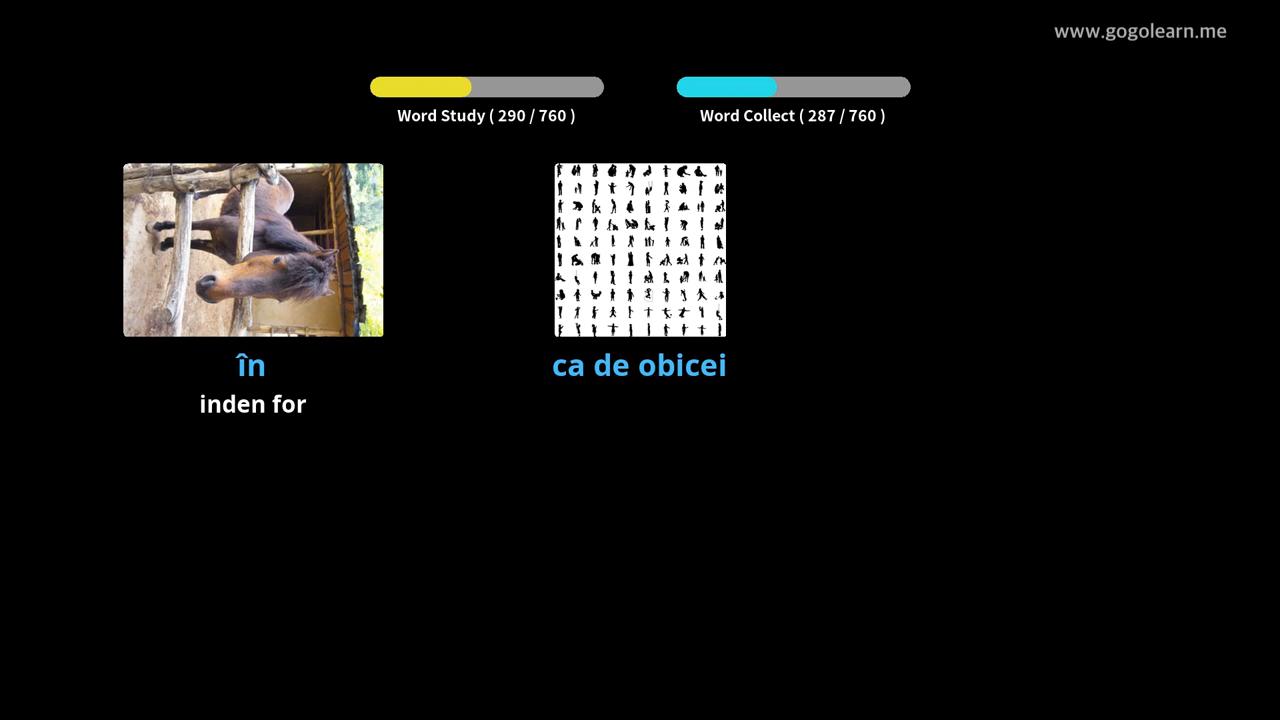 www.gogolearn.me
Word Study ( 290 / 760 )
Word Collect ( 287 / 760 )
în
ca de obicei
inden for